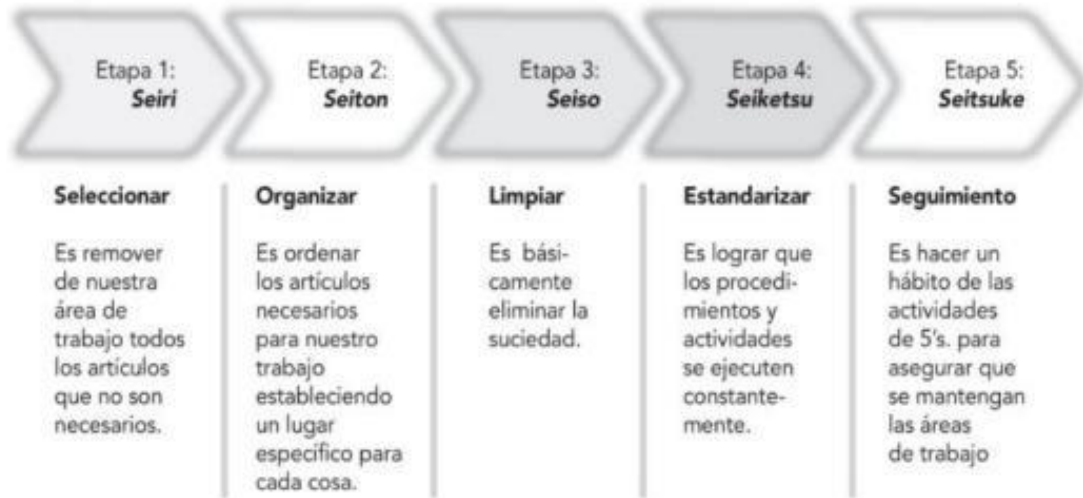 Etapa 1:
Seiri
Etapa 2:
Seiton
Etapa 3:
Seiso
Etapa 4:
Seiketsu
Etapa 5:
Seitsuke
Seleccionar
Es remover
de nuestra
área de
trabajo todos
los artículos
que no son
necesarios.
Organizar
Es ordenar
los artículos
necesarios
para nuestro
trabajo
estableciendo
un lugar
específico para
cada cosa.
Limpiar
Es bási-
camente
eliminar la
suciedad.
Estandarizar
Es lograr que
los procedi-
mientos y
actividades
se ejecuten
constante-
mente.
Seguimiento
Es hacer un
hábito de las
actividades
de 5's. para
asegurar que
se mantengan
las áreas
de trabajo